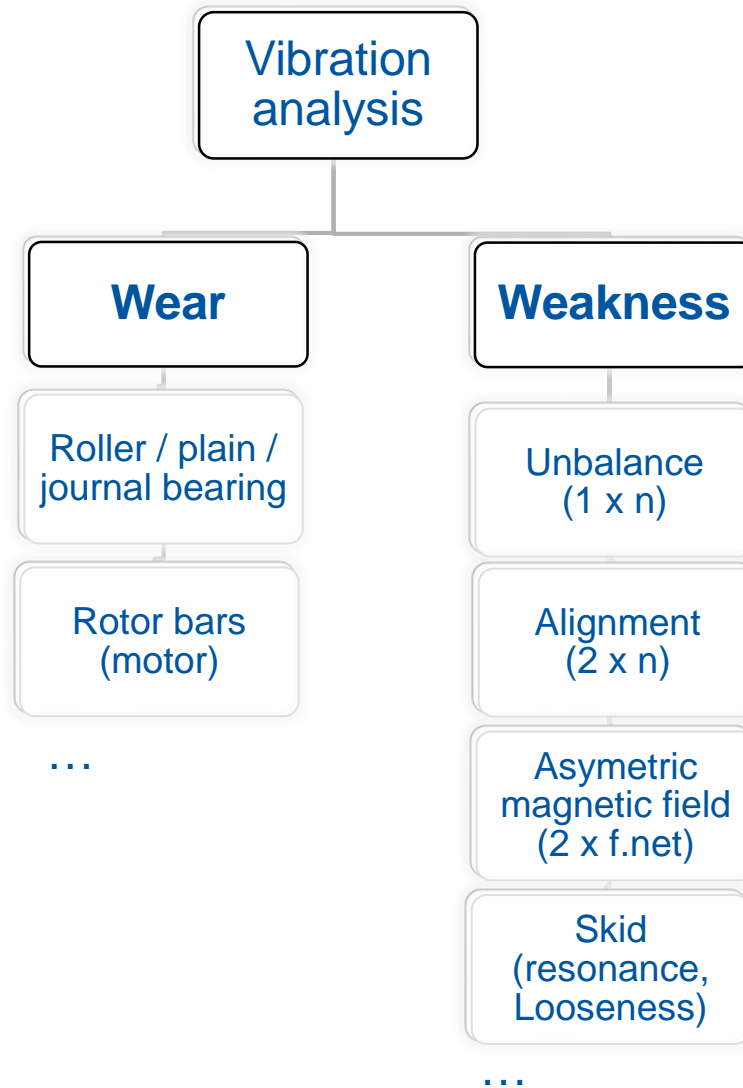 Vibration
analysis
Wear
Roller / plain /
journal bearing
Rotor bars
(motor)
…
Weakness
Unbalance
(1 x n)
Alignment
(2 x n)
Asymetric
magnetic field
(2 x f.net)
Skid
(resonance,
Looseness)
…